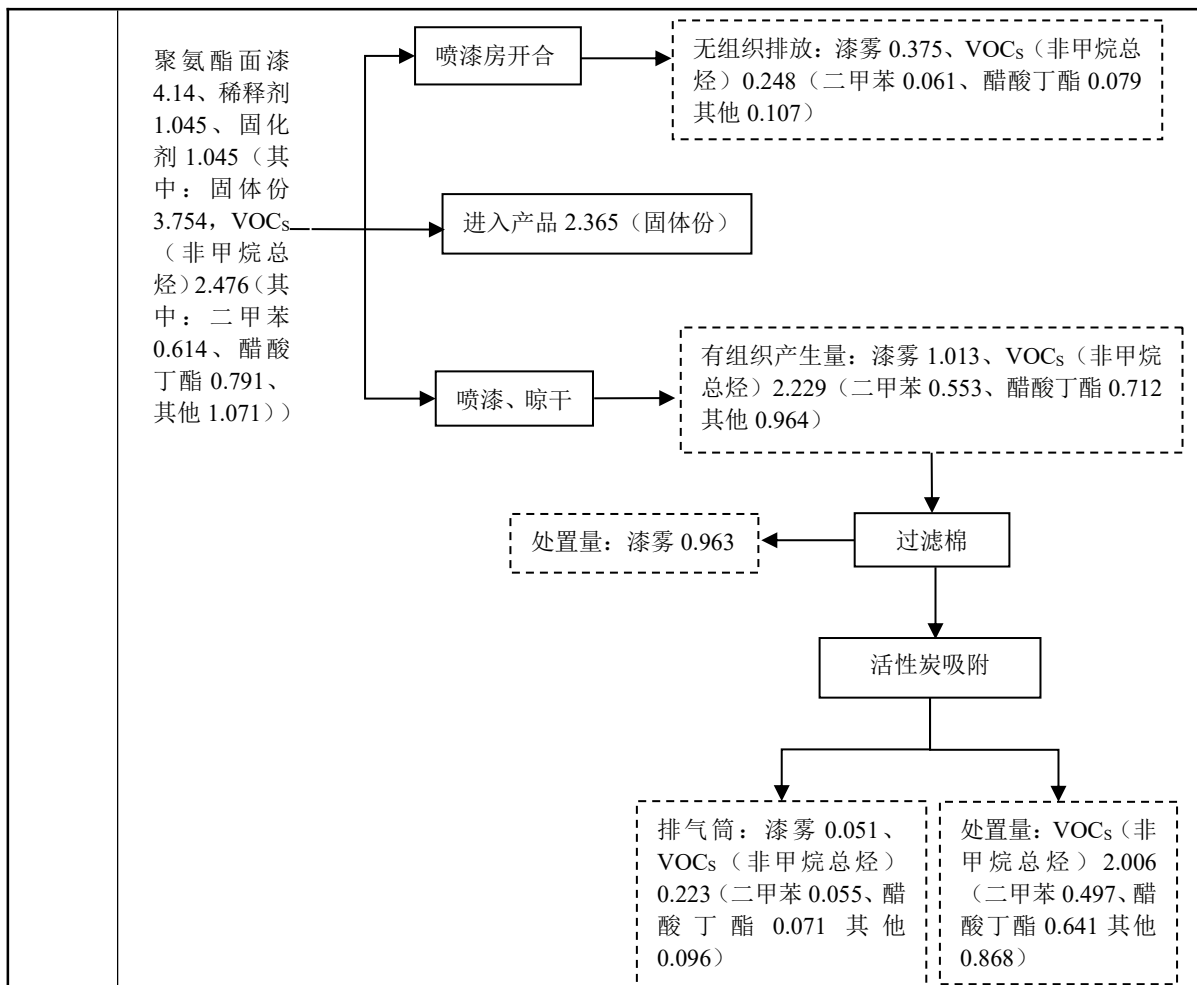 聚氨酯面漆
4.14、稀释剂
1.045、固化
剂 1.045（其
中：固体份
3.754，VOCS
（非甲烷总
烃）2.476（其
中：二甲苯
0.614、醋酸
丁酯 0.791、
其他 1.071））
喷漆房开合
无组织排放：漆雾 0.375、VOCS（非甲烷总
烃）0.248（二甲苯 0.061、醋酸丁酯 0.079
其他 0.107）
进入产品 2.365（固体份）
喷漆、晾干
有组织产生量：漆雾 1.013、VOCS（非甲烷
总烃）2.229（二甲苯 0.553、醋酸丁酯 0.712
其他 0.964）
处置量：漆雾 0.963
过滤棉
活性炭吸附
排气筒：漆雾 0.051、
VOCS（非甲烷总烃）
0.223（二甲苯 0.055、醋
酸丁酯 0.071 其他
0.096）
处置量：VOCS（非
甲烷总烃）2.006
（二甲苯 0.497、醋
酸丁酯 0.641 其他
0.868）